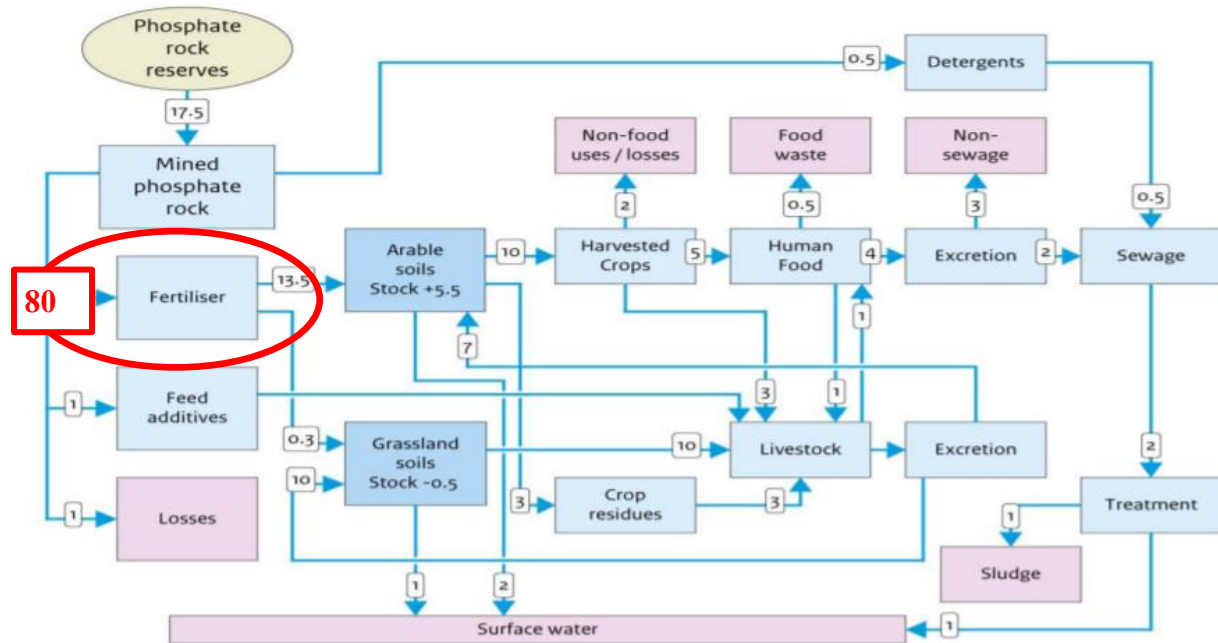 Phosphate
rock
reserves
17.5
Mined
phosphate
rock
0.5
Detergents
Non-food
uses / losses
Food
waste
Non-
sewage
2
0.5
3
0.5
80
Fertiliser
13.5
Arable
soils
Stock +5.5
10
Harvested
Crops
5
Human
Food
4
Excretion
2
Sewage
7
1
3
1
1
Feed
additives
0.3
10
Grassland
soils
Stock -0.5
10
Livestock
Excretion
2
1
Losses
3
Crop
residues
3
Treatment
1
Sludge
1
2
Surface water
1